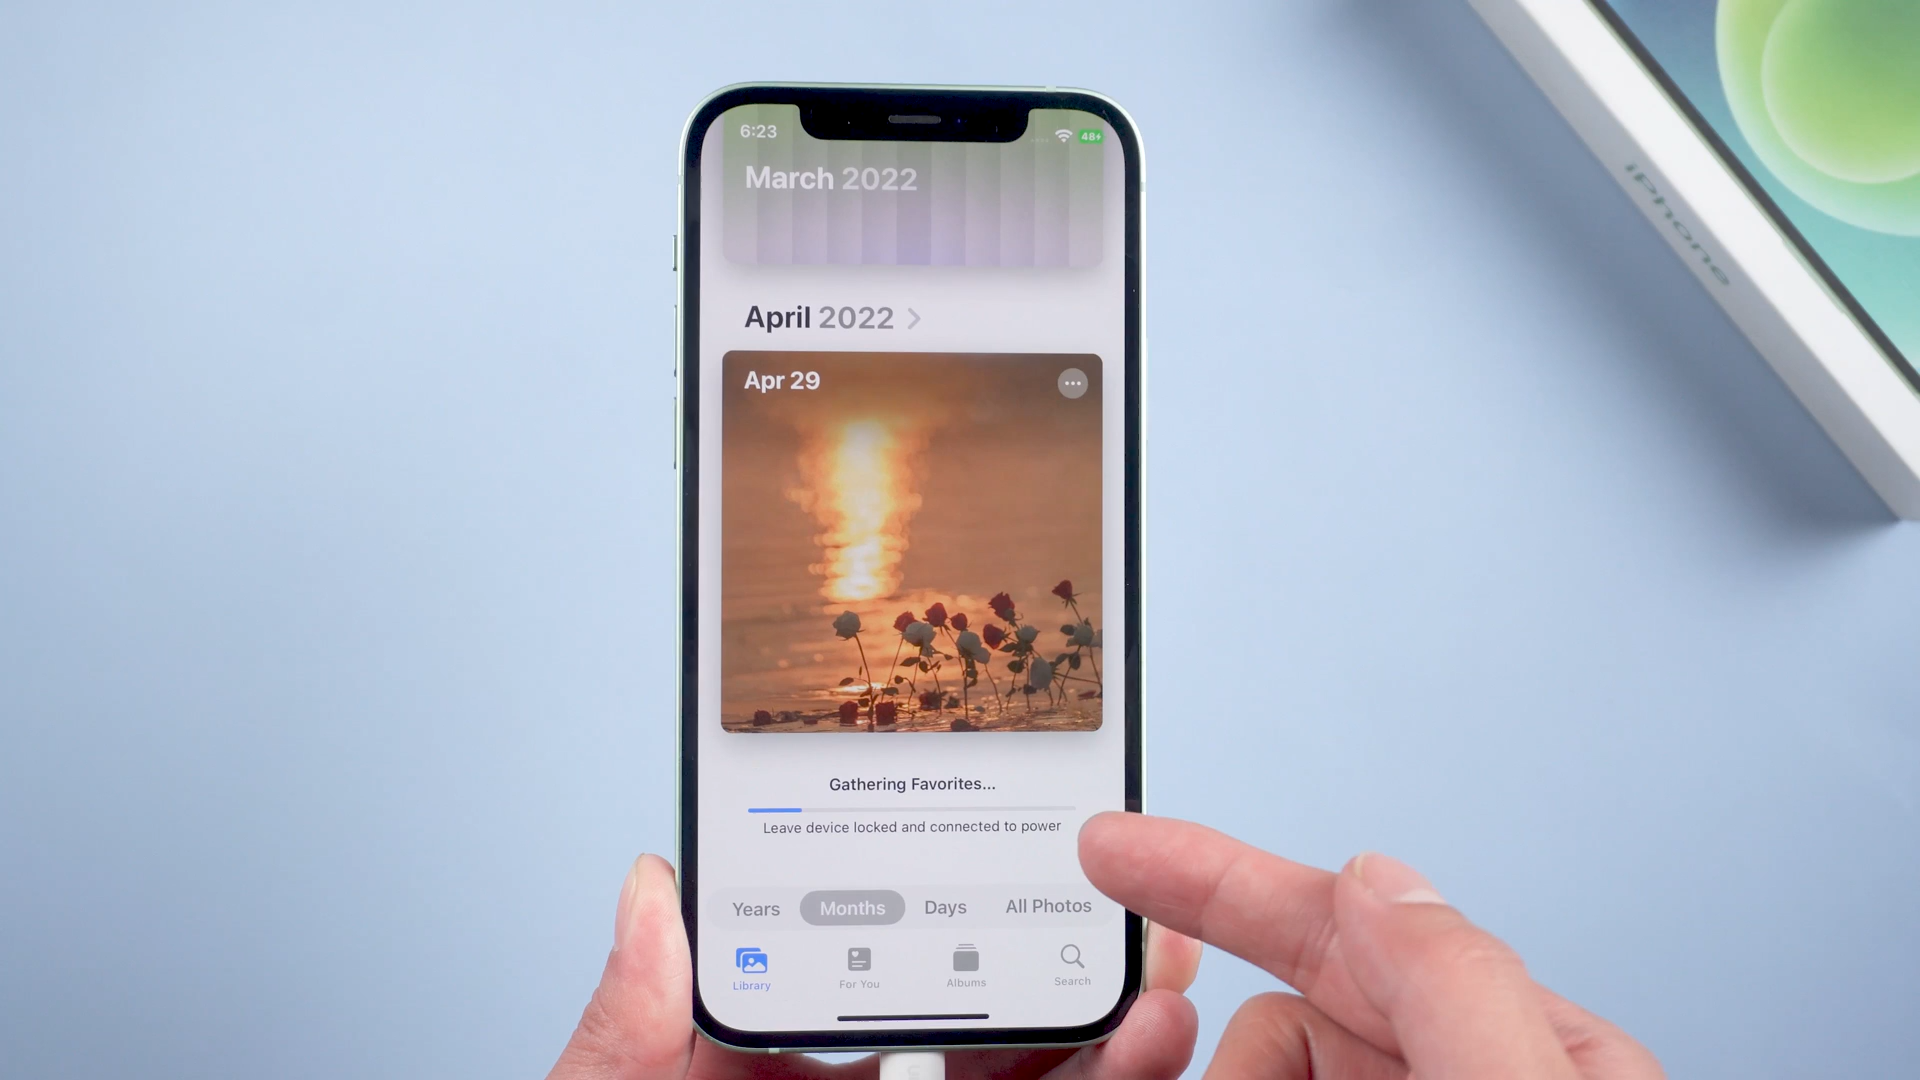 6:23
48
March 2022
April 2022
Apr 29
Gathering Favorites...
Leave device locked and connected to power
Years Months Days All Photos
Library For You Albums Search
iPhone